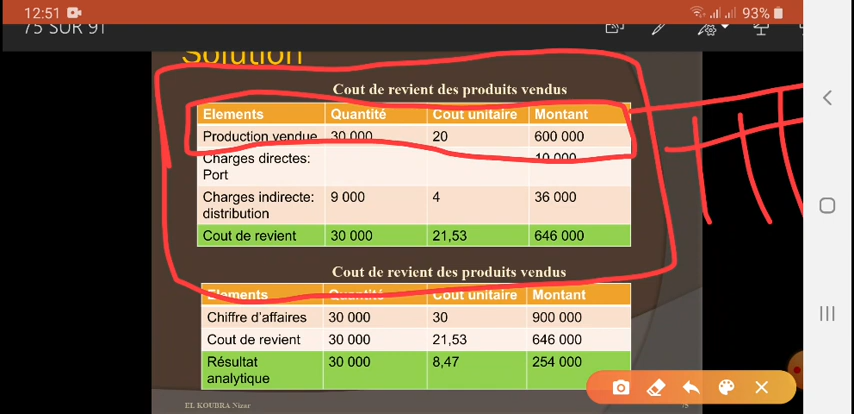 12:51 93%
75 SUR 91
Solution
Cout de revient des produits vendus
Elements Quantité Cout unitaire Montant
Production vendue 30 000 20 600 000
Charges directes: 10 000
Port
Charges indirecte: 9 000 4 36 000
distribution
Cout de revient 30 000 21,53 646 000
Cout de revient des produits vendus
Elements Quantité Cout unitaire Montant
Chiffre d'affaires 30 000 30 900 000
Cout de revient 30 000 21,53 646 000
Résultat 30 000 8,47 254 000
analytique
EL KOUBRA Nizar 75